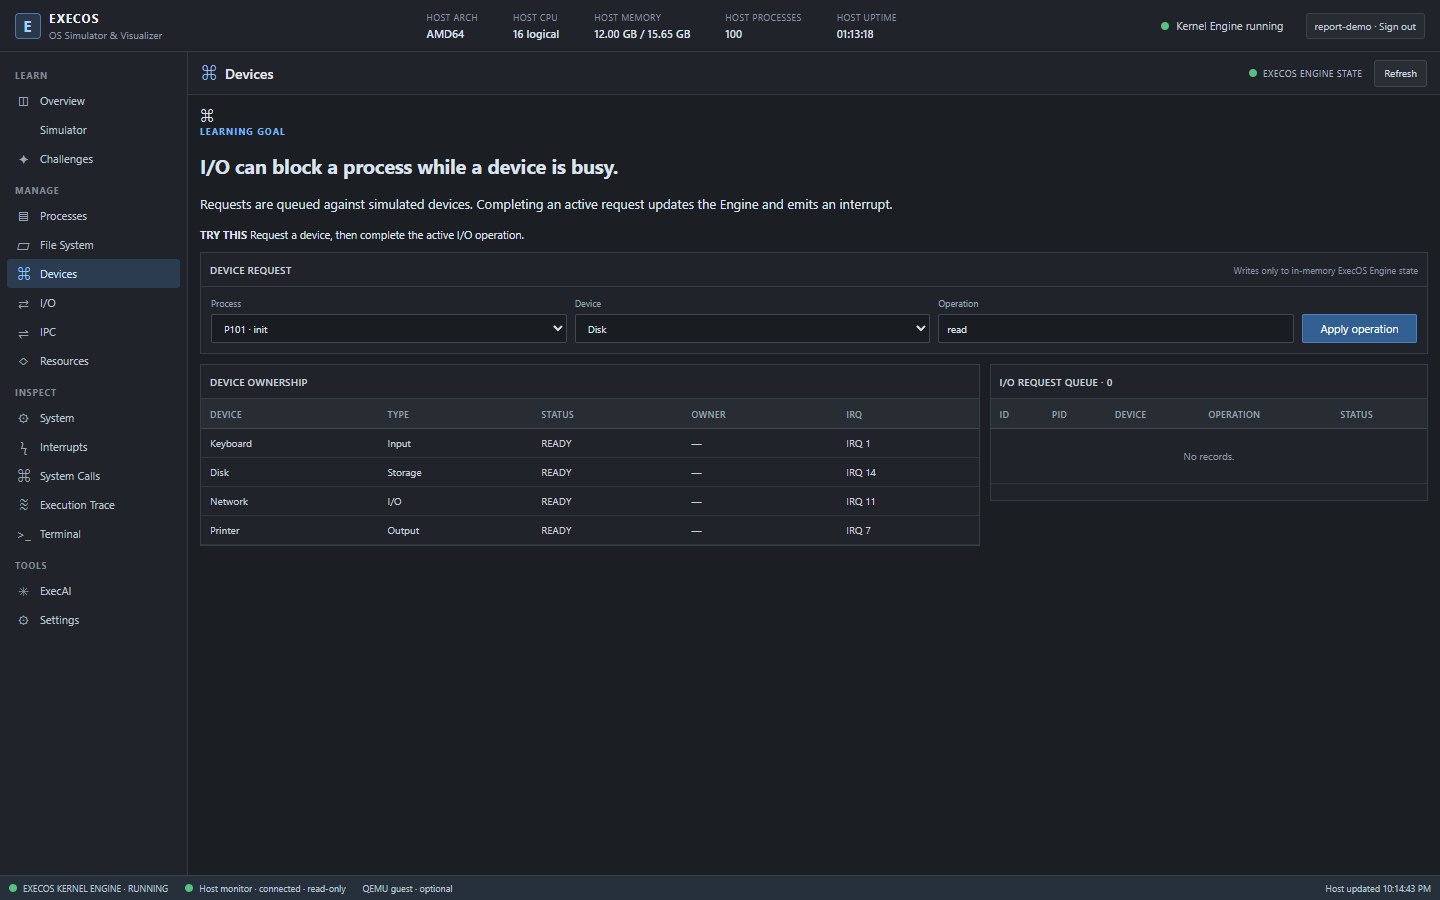 E
EXECOS
OS Simulator & Visualizer
HOST ARCH
AMD64
HOST CPU
16 logical
HOST MEMORY
12.00 GB / 15.65 GB
HOST PROCESSES
100
HOST UPTIME
01:13:18
Kernel Engine running
report-demo · Sign out
LEARN
Overview
Simulator
Challenges
MANAGE
Processes
File System
Devices
I/O
IPC
Resources
INSPECT
System
Interrupts
System Calls
Execution Trace
>_ Terminal
TOOLS
ExecAI
Settings
⌘ Devices
EXECOS ENGINE STATE
Refresh
⌘
LEARNING GOAL
I/O can block a process while a device is busy.
Requests are queued against simulated devices. Completing an active request updates the Engine and emits an interrupt.
TRY THIS Request a device, then complete the active I/O operation.
DEVICE REQUEST
Writes only to in-memory ExecOS Engine state
Process
Device
Operation
P101 · init
Disk
read
Apply operation
DEVICE OWNERSHIP
DEVICE TYPE STATUS OWNER IRQ
Keyboard Input READY — IRQ 1
Disk Storage READY — IRQ 14
Network I/O READY — IRQ 11
Printer Output READY — IRQ 7
I/O REQUEST QUEUE · 0
ID PID DEVICE OPERATION STATUS
No records.
EXECOS KERNEL ENGINE · RUNNING
Host monitor · connected · read-only
QEMU guest · optional
Host updated 10:14:43 PM